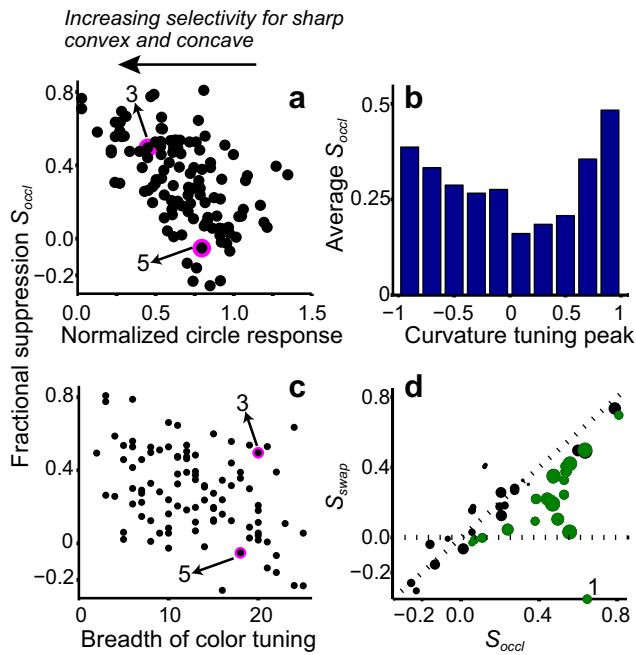 Increasing selectivity for sharp
convex and concave
Fractional suppression S_occl
a
0.8
0.4
0.0
−0.2
3
5
0.0
0.5
1.0
1.5
Normalized circle response
b
Average S_occl
0.5
0.25
0
−1
−0.5
0
0.5
1
Curvature tuning peak
c
0.8
0.4
0
−0.2
3
5
0
10
20
Breadth of color tuning
d
S_swap
0.8
0.4
0.0
−0.2
1
−0.2
0.0
0.4
0.8
S_occl